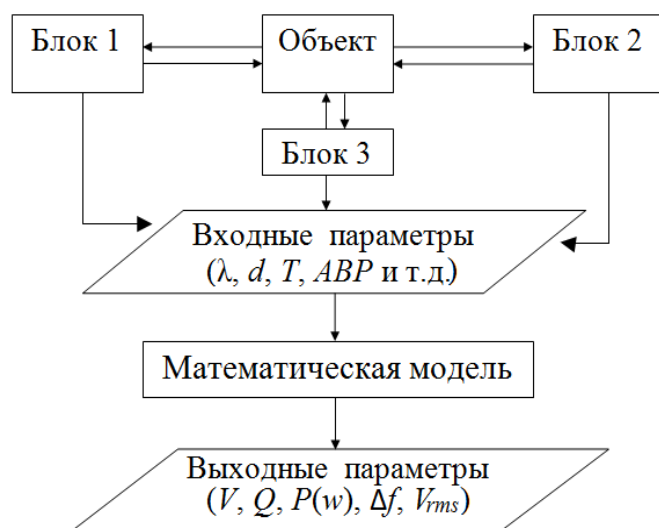 Блок 1
Объект
Блок 2
Блок 3
Входные параметры
(λ, d, T, ABP и т.д.)
Математическая модель
Выходные параметры
(V, Q, P(w), Δf, Vrms)